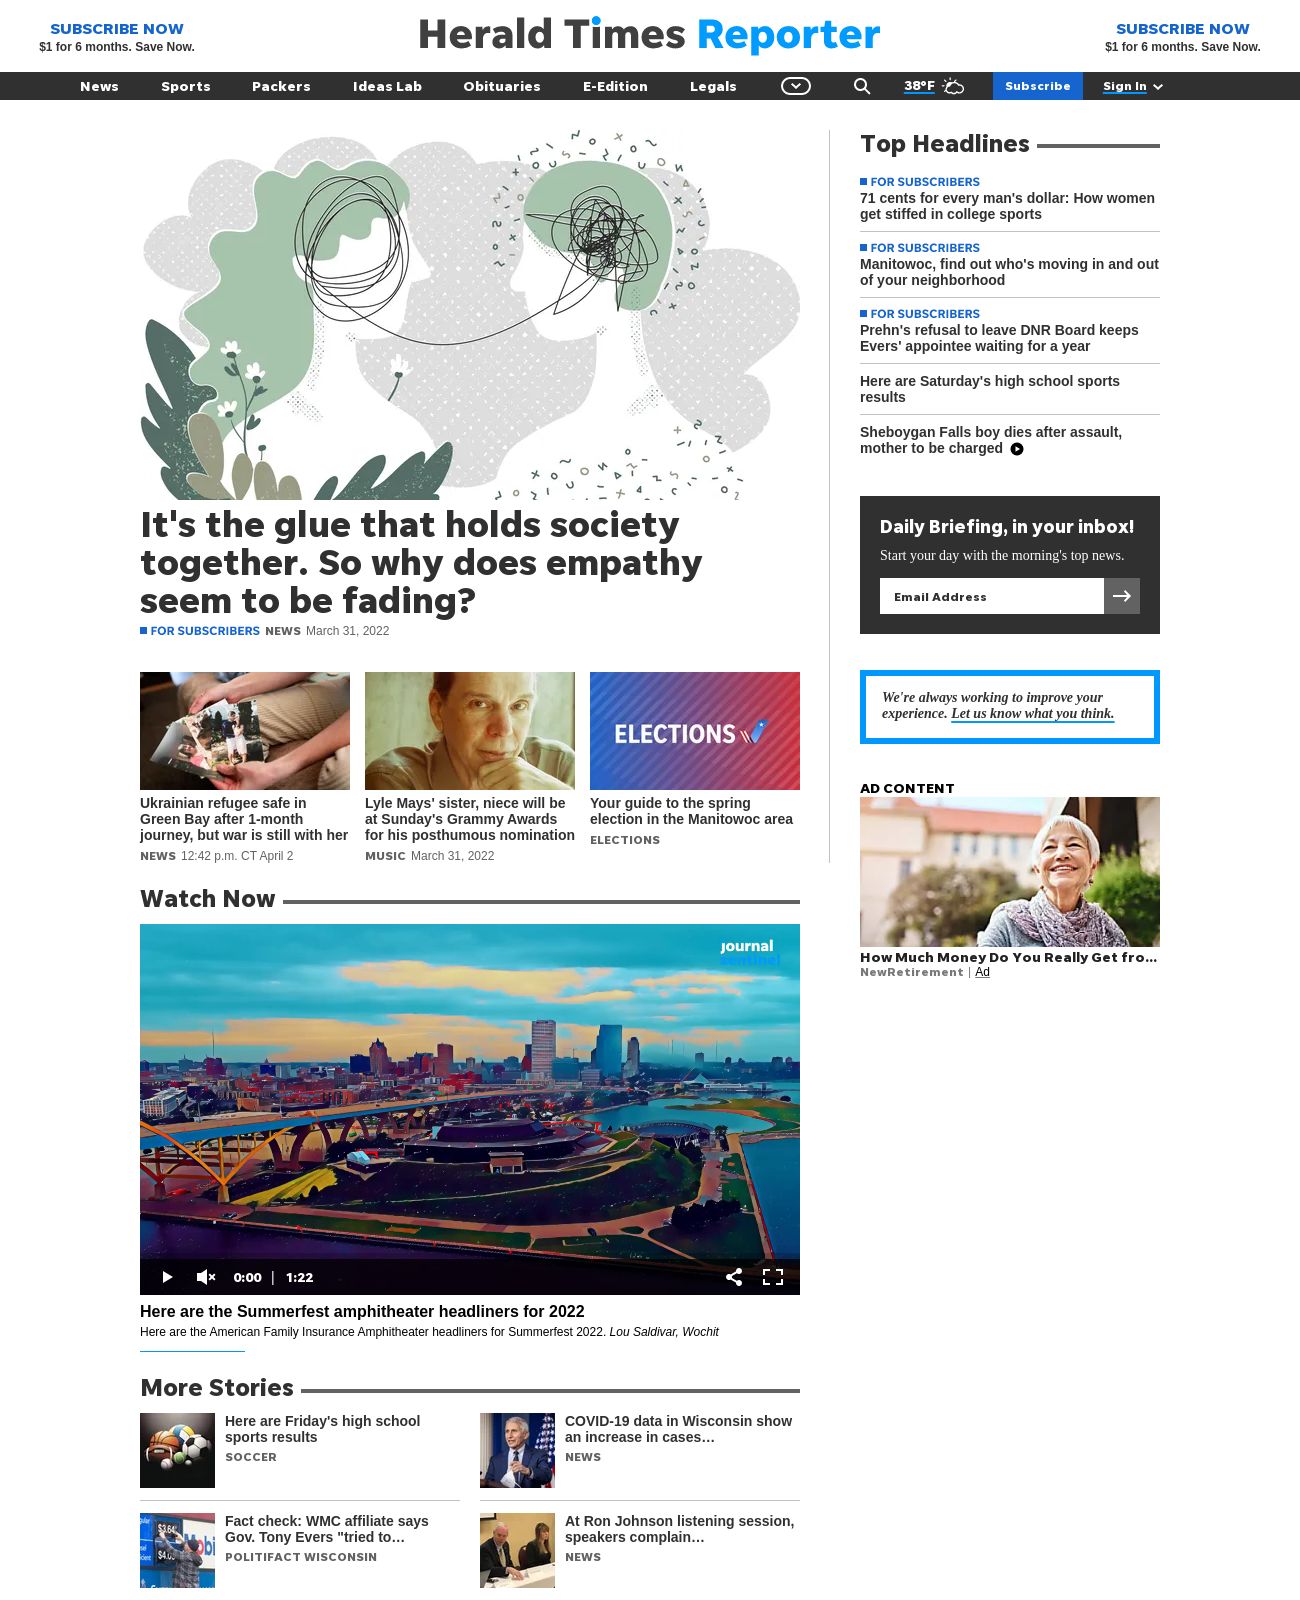 SUBSCRIBE NOW
$1 for 6 months. Save Now.
Herald Times Reporter
SUBSCRIBE NOW
$1 for 6 months. Save Now.
News Sports Packers Ideas Lab Obituaries E-Edition Legals 38°F Subscribe Sign In
It's the glue that holds society
together. So why does empathy
seem to be fading?
FOR SUBSCRIBERS NEWS March 31, 2022
Ukrainian refugee safe in
Green Bay after 1-month
journey, but war is still with her
NEWS 12:42 p.m. CT April 2
Lyle Mays' sister, niece will be
at Sunday's Grammy Awards
for his posthumous nomination
MUSIC March 31, 2022
ELECTIONS
Your guide to the spring
election in the Manitowoc area
ELECTIONS
Top Headlines
FOR SUBSCRIBERS
71 cents for every man's dollar: How women
get stiffed in college sports
FOR SUBSCRIBERS
Manitowoc, find out who's moving in and out
of your neighborhood
FOR SUBSCRIBERS
Prehn's refusal to leave DNR Board keeps
Evers' appointee waiting for a year
Here are Saturday's high school sports
results
Sheboygan Falls boy dies after assault,
mother to be charged
Daily Briefing, in your inbox!
Start your day with the morning's top news.
Email Address
We're always working to improve your
experience. Let us know what you think.
AD CONTENT
How Much Money Do You Really Get fro...
NewRetirement | Ad
Watch Now
journal
sentinel
0:00 | 1:22
Here are the Summerfest amphitheater headliners for 2022
Here are the American Family Insurance Amphitheater headliners for Summerfest 2022. Lou Saldivar, Wochit
More Stories
Here are Friday's high school
sports results
SOCCER
COVID-19 data in Wisconsin show
an increase in cases…
NEWS
Fact check: WMC affiliate says
Gov. Tony Evers "tried to…
POLITIFACT WISCONSIN
At Ron Johnson listening session,
speakers complain…
NEWS